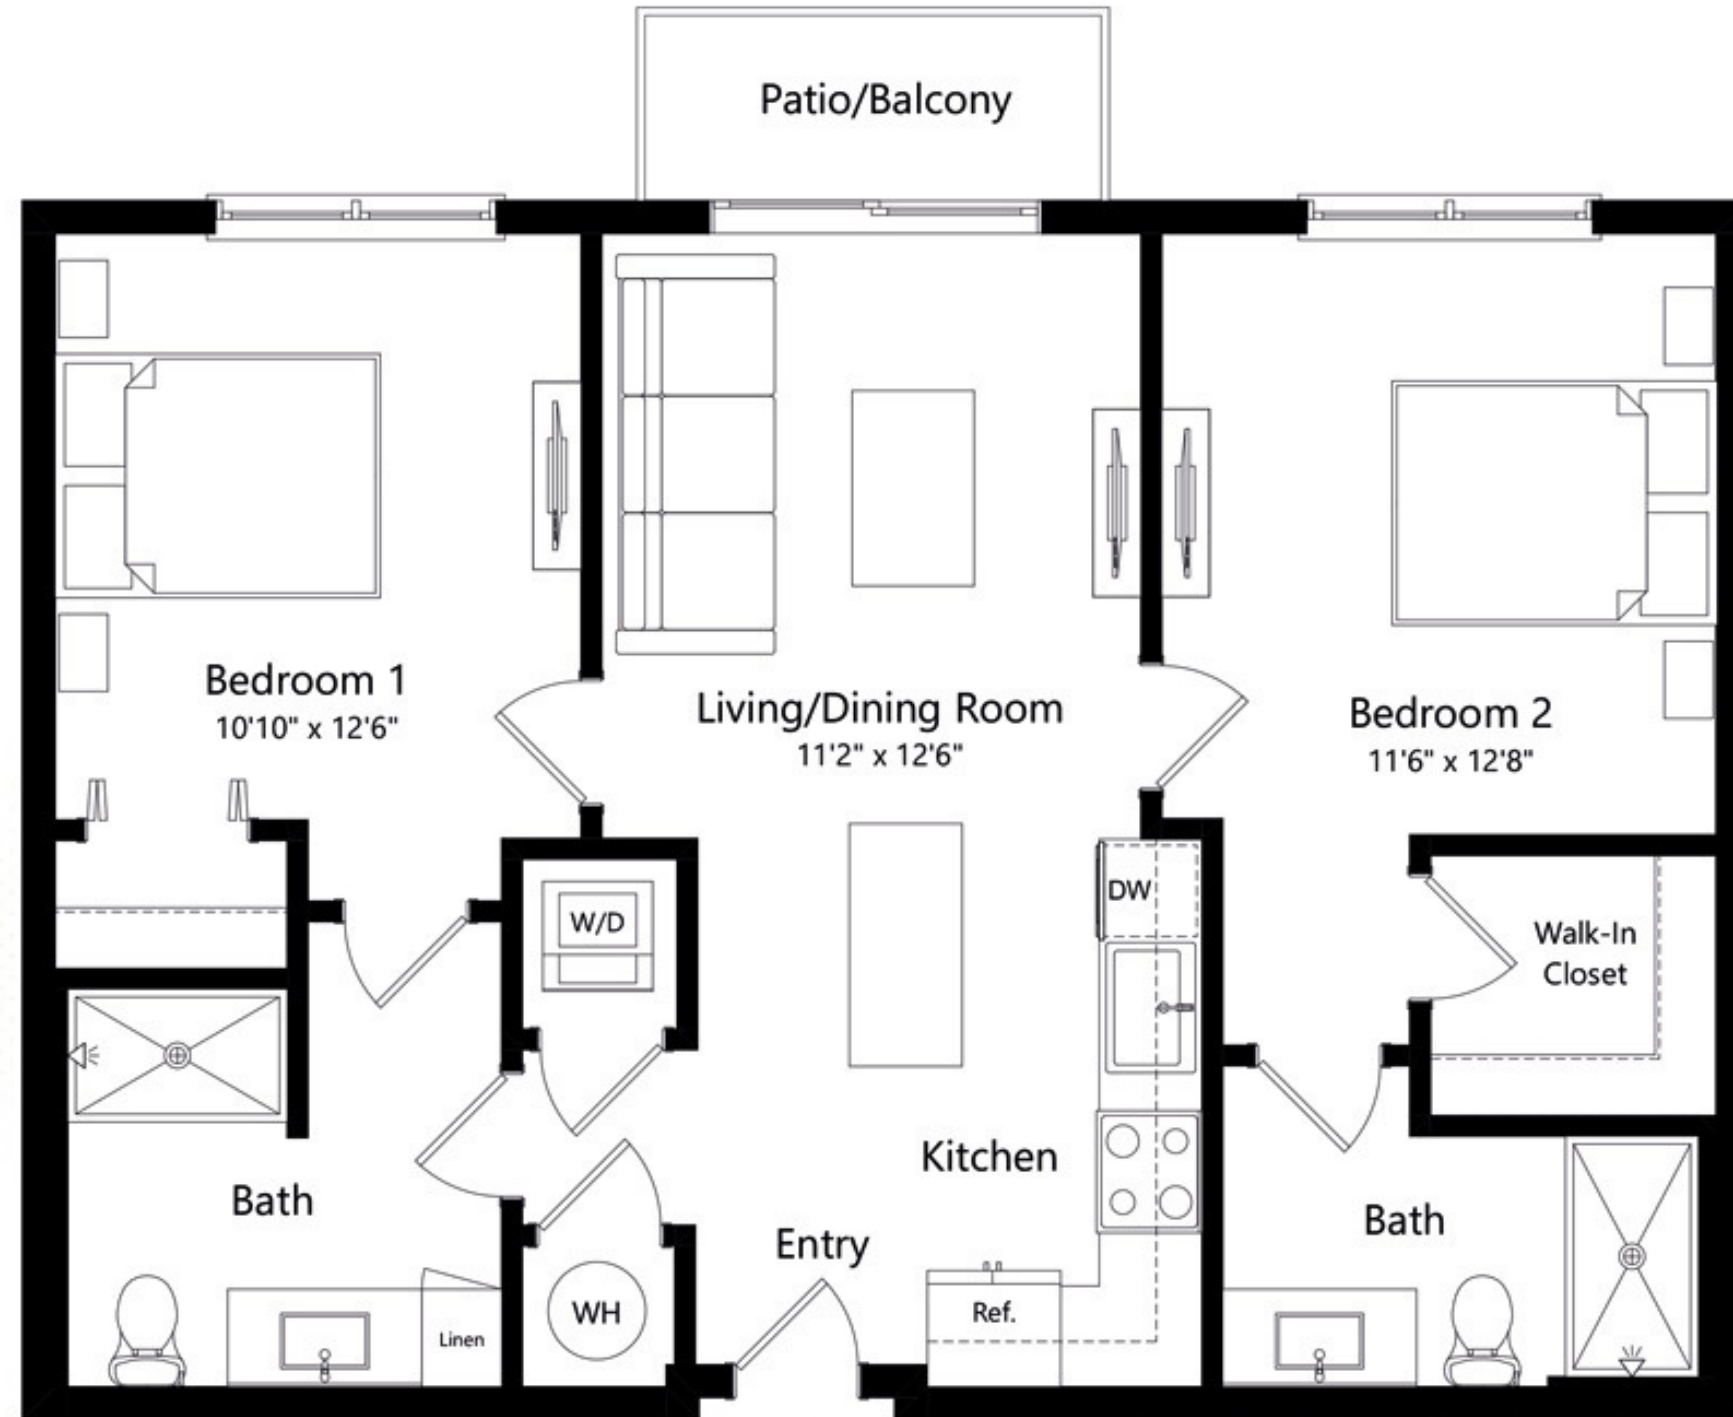 Patio/Balcony
Bedroom 1
10'10" x 12'6"
Living/Dining Room
11'2" x 12'6"
Bedroom 2
11'6" x 12'8"
W/D
DW
Walk-In
Closet
Kitchen
Bath
Entry
Bath
WH
Ref.
Linen